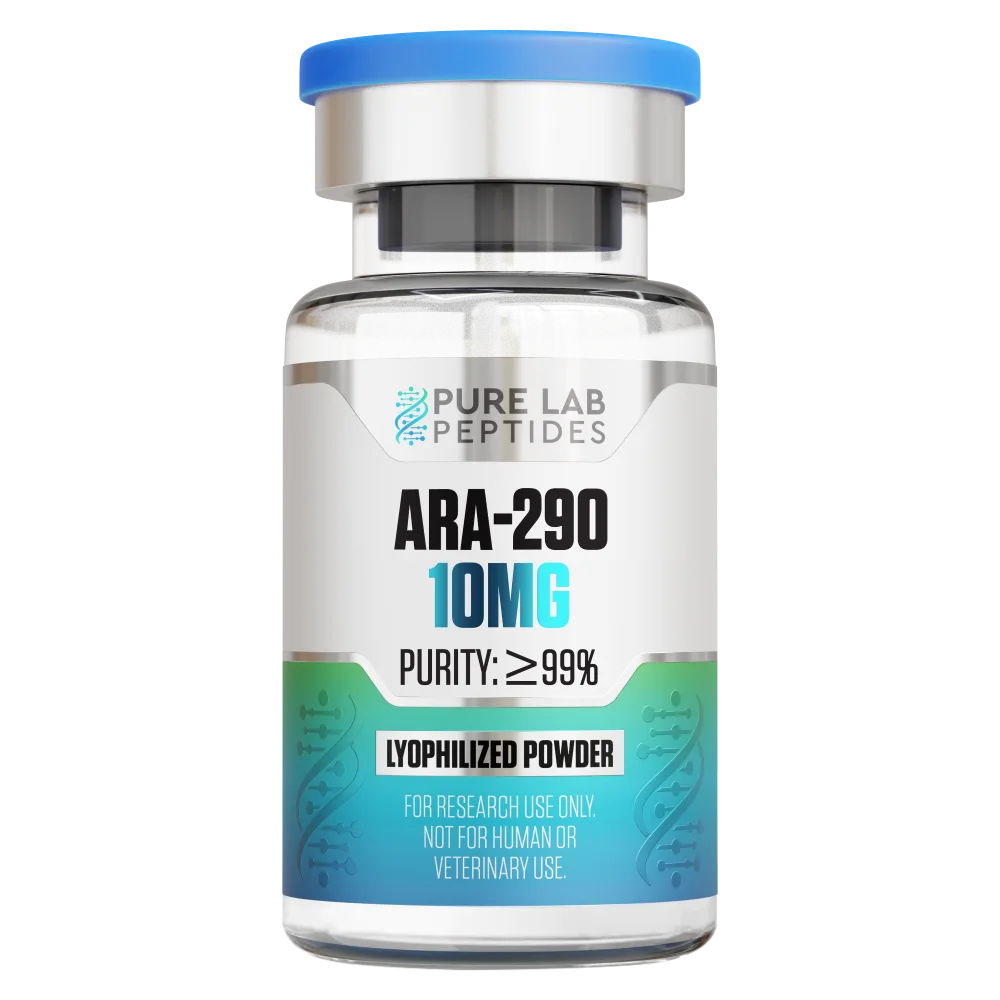 PURE LAB
PEPTIDES
ARA-290
10MG
PURITY: ≥99%
LYOPHILIZED POWDER
FOR RESEARCH USE ONLY.
NOT FOR HUMAN OR
VETERINARY USE.